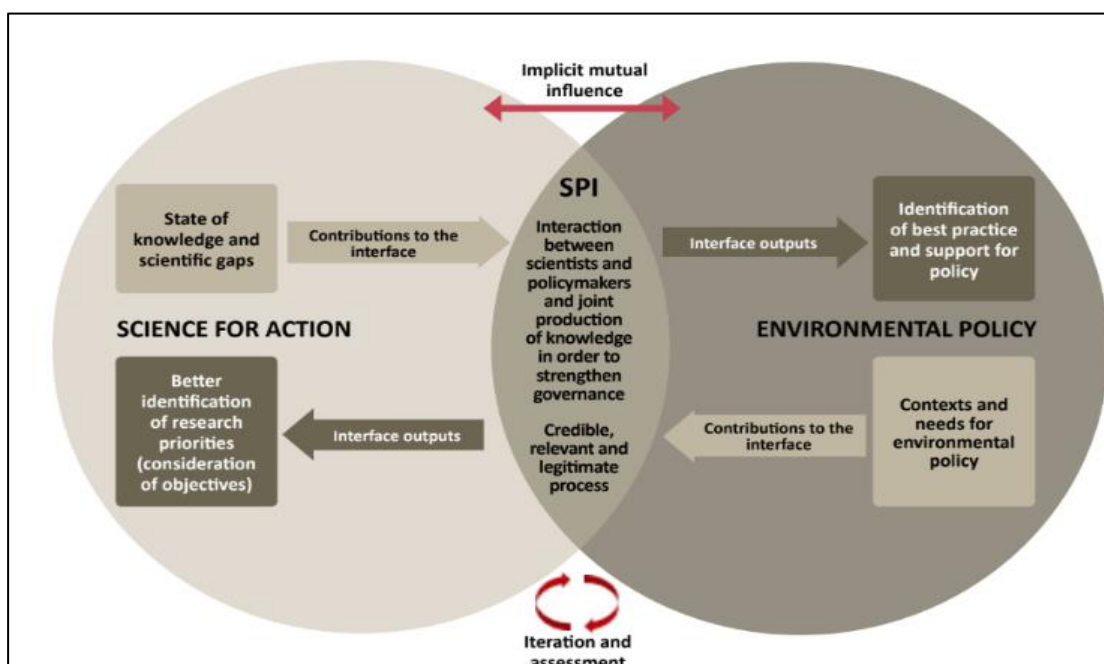 Implicit mutual
influence
SPI
Interaction
between
scientists and
policymakers
and joint
production
of knowledge
in order to
strengthen
governance
Credible,
relevant and
legitimate
process
State of
knowledge and
scientific gaps
Contributions to the
interface
Interface outputs
Identification
of best practice
and support for
policy
SCIENCE FOR ACTION
ENVIRONMENTAL POLICY
Better
identification
of research
priorities
(consideration
of objectives)
Interface outputs
Contributions to the
interface
Contexts and
needs for
environmental
policy
Iteration and
assessment